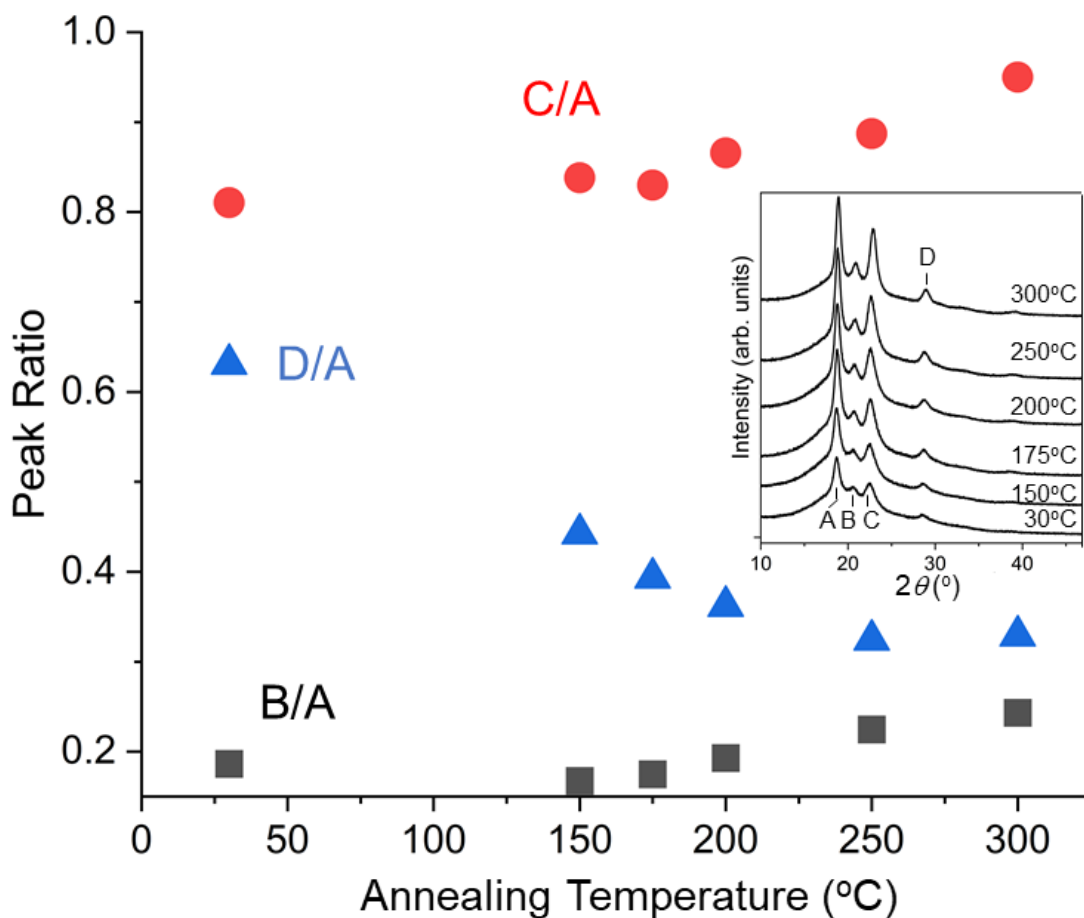 1.0
C/A
0.8
D
300°C
250°C
200°C
175°C
150°C
30°C
Intensity (arb. units)
A B C
10 20 30 40
2θ(°)
D/A
0.6
Peak Ratio
0.4
B/A
0.2
0 50 100 150 200 250 300
Annealing Temperature (°C)